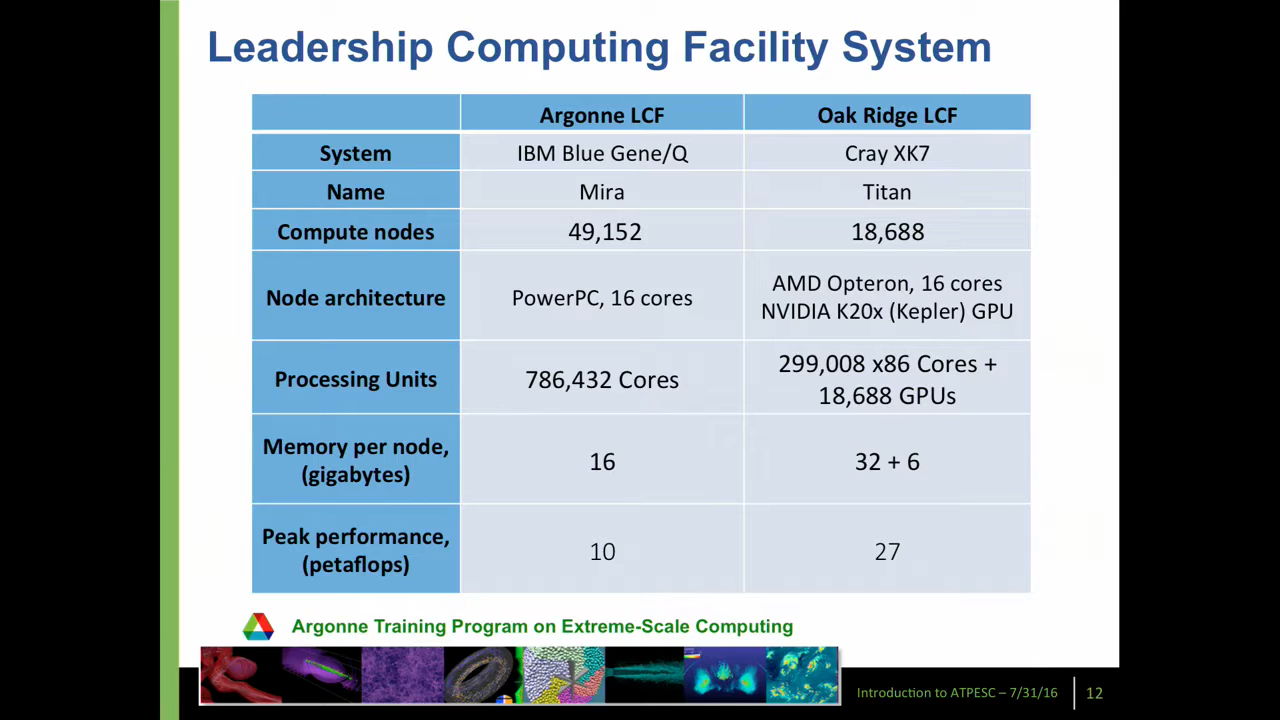 Leadership Computing Facility System
Argonne LCF
Oak Ridge LCF
System
IBM Blue Gene/Q
Cray XK7
Name
Mira
Titan
Compute nodes
49,152
18,688
Node architecture
PowerPC, 16 cores
AMD Opteron, 16 cores
NVIDIA K20x (Kepler) GPU
Processing Units
786,432 Cores
299,008 x86 Cores +
18,688 GPUs
Memory per node,
(gigabytes)
16
32 + 6
Peak performance,
(petaflops)
10
27
Argonne Training Program on Extreme-Scale Computing
Introduction to ATPESC – 7/31/16
12